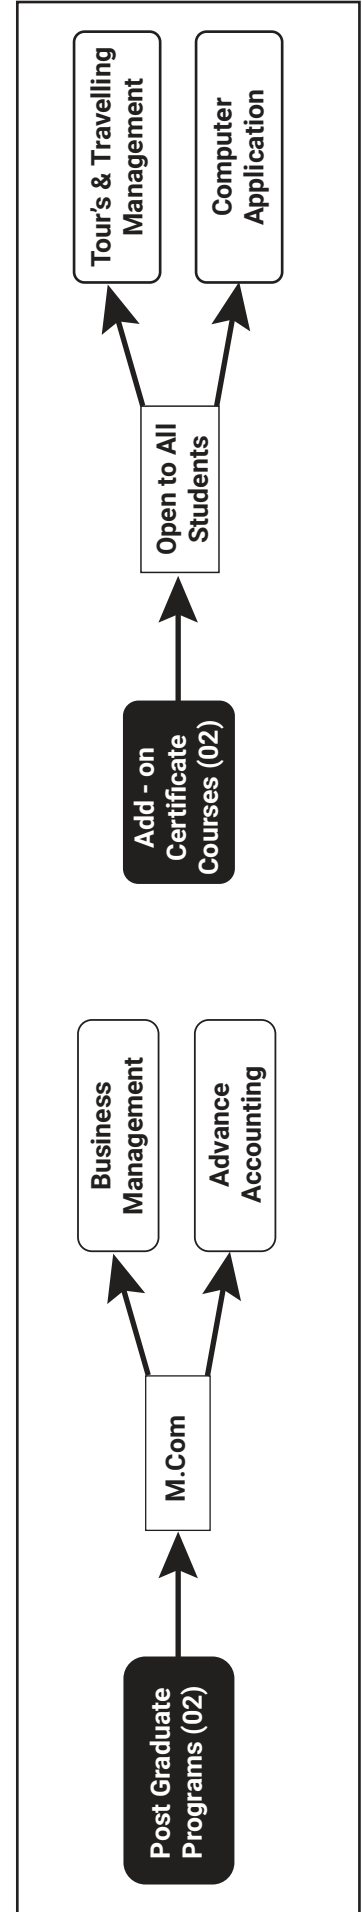 Post Graduate
Programs (02)
M.Com
Business
Management
Advance
Accounting
Add - on
Certificate
Courses (02)
Open to All
Students
Tour's & Travelling
Management
Computer
Application